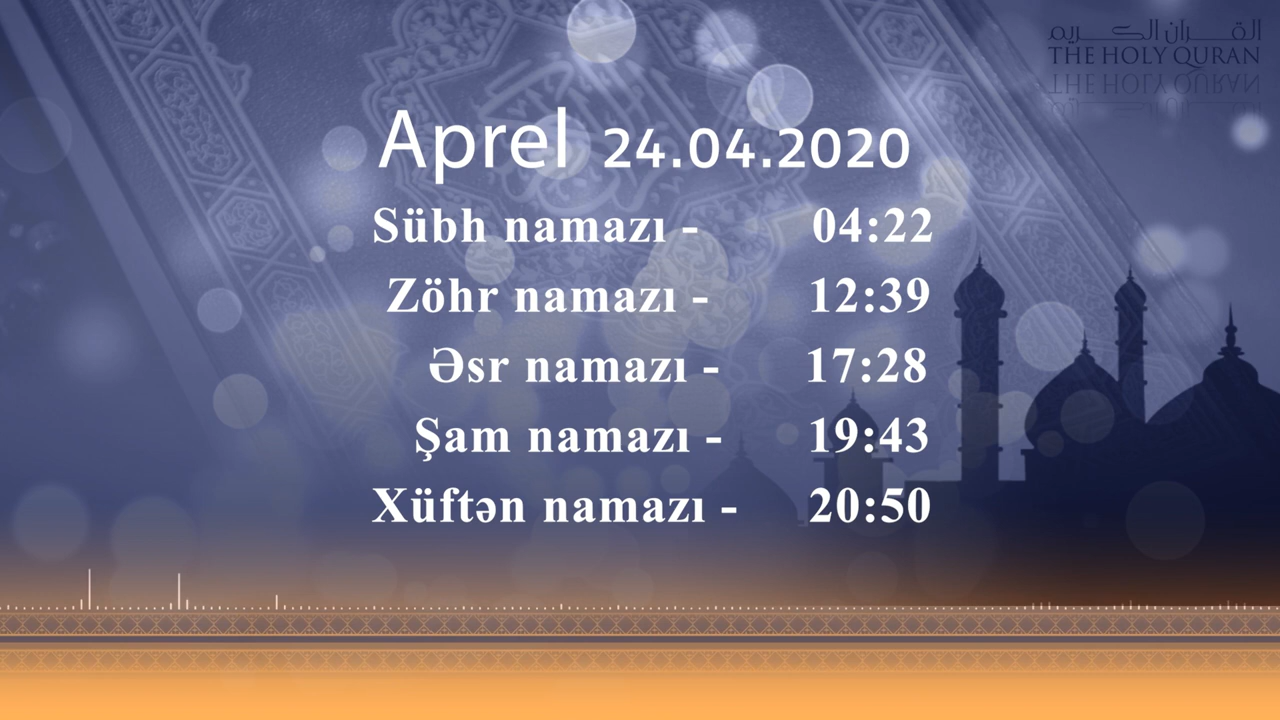 القرآن الكريم
THE HOLY QURAN
Aprel 24.04.2020
Sübh namazı - 04:22
Zöhr namazı - 12:39
Əsr namazı - 17:28
Şam namazı - 19:43
Xüftən namazı - 20:50